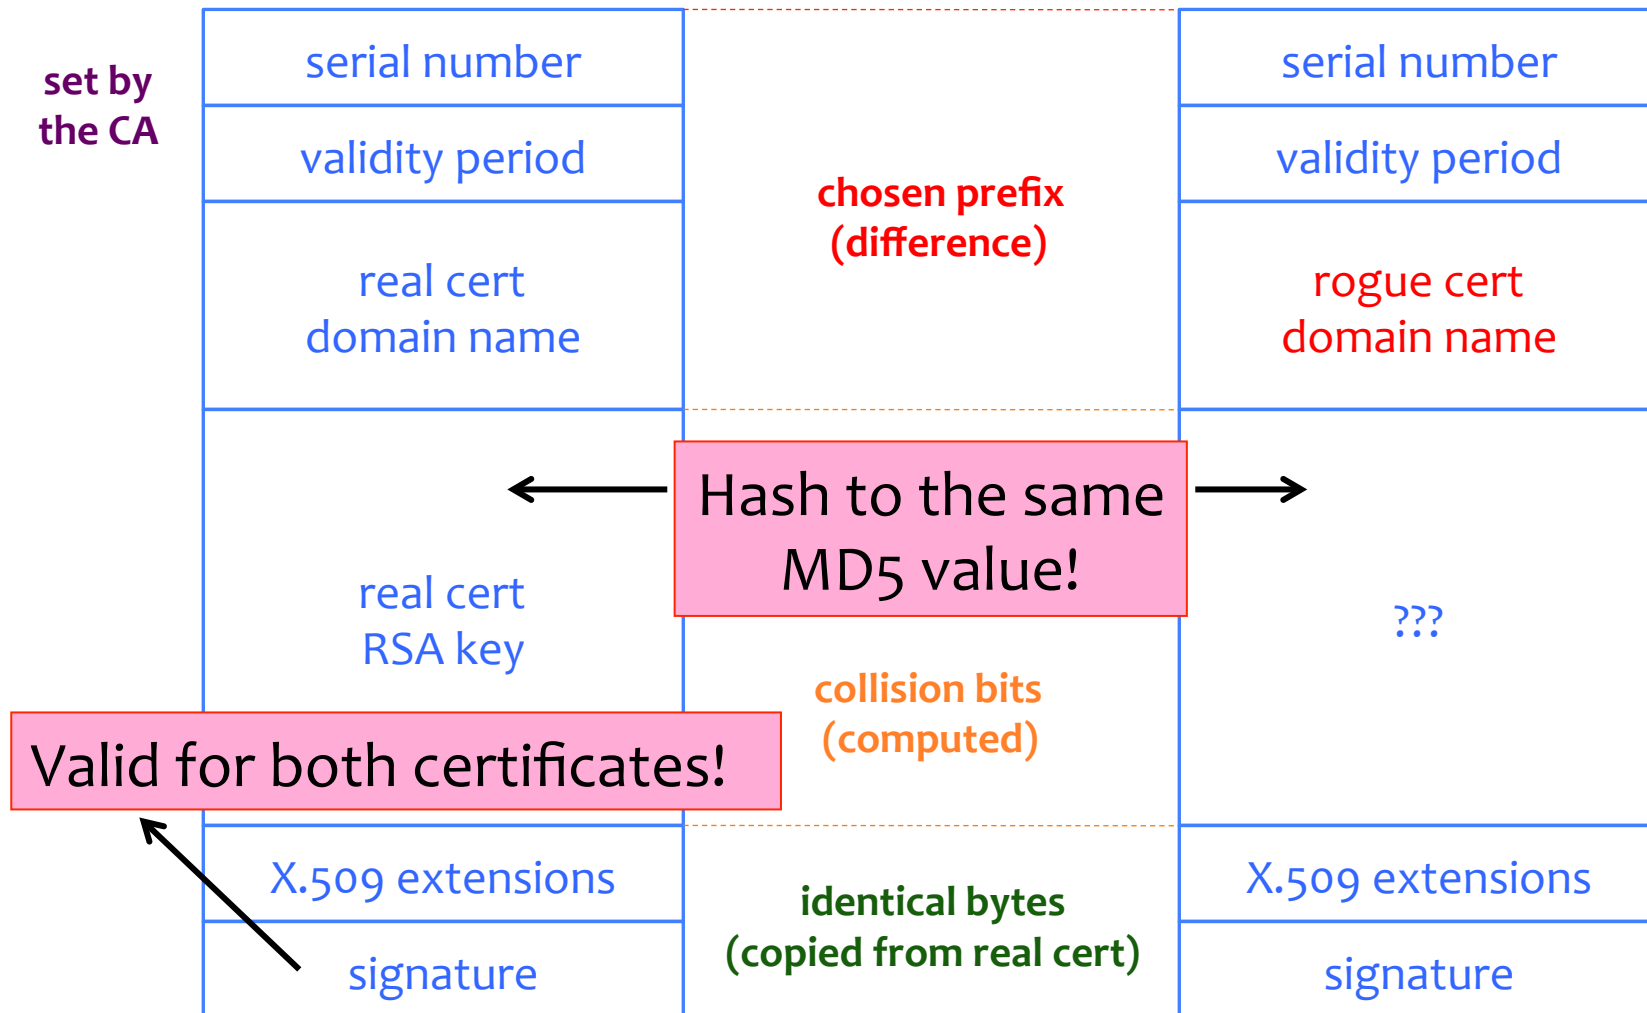 set by
the CA
serial number
validity period
real cert
domain name
real cert
RSA key
Valid for both certificates!
X.509 extensions
signature
chosen prefix
(difference)
Hash to the same
MD5 value!
collision bits
(computed)
identical bytes
(copied from real cert)
serial number
validity period
rogue cert
domain name
???
X.509 extensions
signature